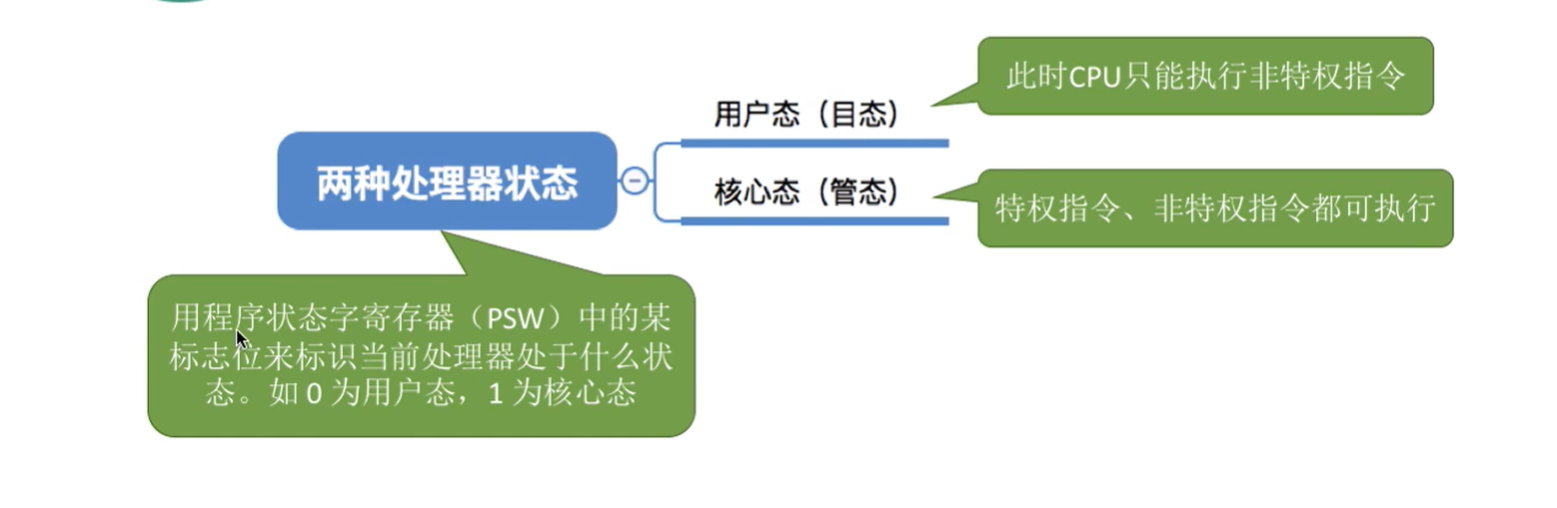 此时CPU只能执行非特权指令
用户态（目态）
两种处理器状态
核心态（管态）
特权指令、非特权指令都可执行
用程序状态字寄存器（PSW）中的某
标志位来标识当前处理器处于什么状
态。如 0 为用户态，1 为核心态